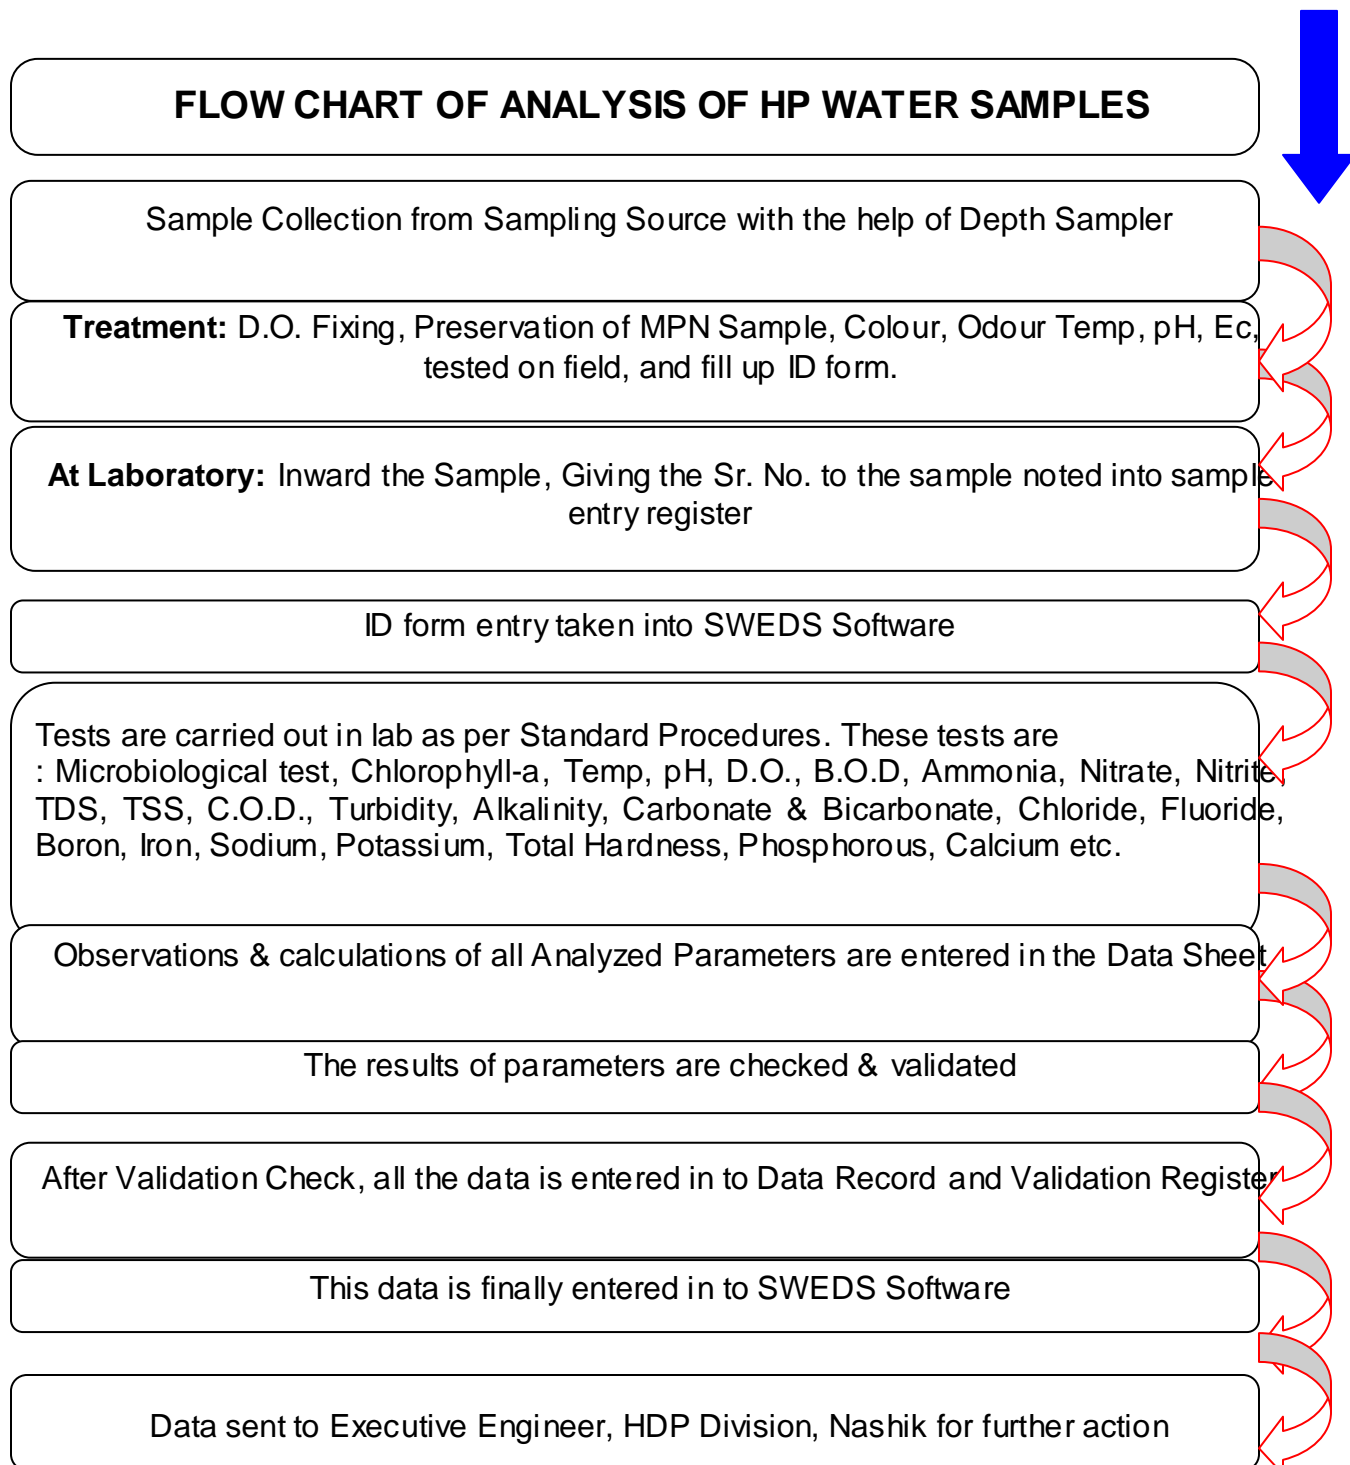 FLOW CHART OF ANALYSIS OF HP WATER SAMPLES
Sample Collection from Sampling Source with the help of Depth Sampler
Treatment: D.O. Fixing, Preservation of MPN Sample, Colour, Odour Temp, pH, Ec,
tested on field, and fill up ID form.
At Laboratory: Inward the Sample, Giving the Sr. No. to the sample noted into sample
entry register
ID form entry taken into SWEDS Software
Tests are carried out in lab as per Standard Procedures. These tests are
: Microbiological test, Chlorophyll-a, Temp, pH, D.O., B.O.D, Ammonia, Nitrate, Nitrite,
TDS, TSS, C.O.D., Turbidity, Alkalinity, Carbonate & Bicarbonate, Chloride, Fluoride,
Boron, Iron, Sodium, Potassium, Total Hardness, Phosphorous, Calcium etc.
Observations & calculations of all Analyzed Parameters are entered in the Data Sheet
The results of parameters are checked & validated
After Validation Check, all the data is entered in to Data Record and Validation Register
This data is finally entered in to SWEDS Software
Data sent to Executive Engineer, HDP Division, Nashik for further action